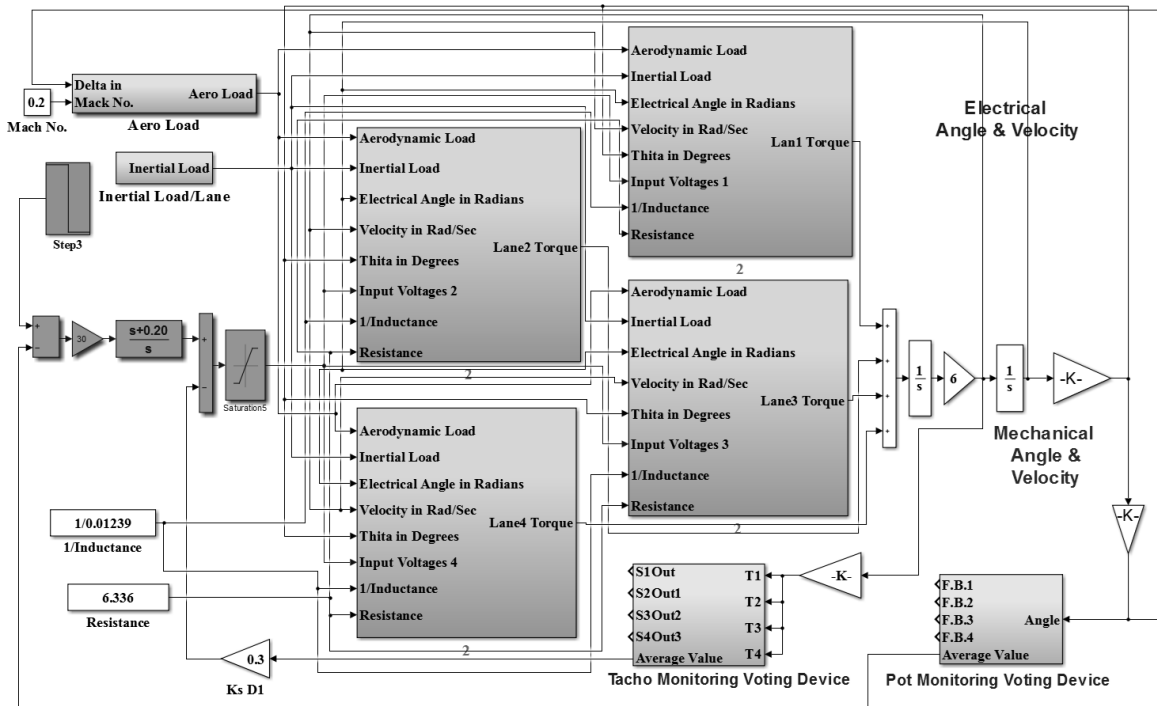 Delta in
Mack No.
Aero Load
Aero Load
0.2
Mach No.
Inertial Load
Inertial Load/Lane
Step3
+
−
30
s+0.20
s
+
−
Saturation5
1/0.01239
1/Inductance
6.336
Resistance
0.3
Ks D1
Aerodynamic Load
Inertial Load
Electrical Angle in Radians
Velocity in Rad/Sec
Thita in Degrees
Input Voltages 2
1/Inductance
Resistance
Lane2 Torque
2
Aerodynamic Load
Inertial Load
Electrical Angle in Radians
Velocity in Rad/Sec
Thita in Degrees
Input Voltages 4
1/Inductance
Resistance
Lane4 Torque
2
Aerodynamic Load
Inertial Load
Electrical Angle in Radians
Velocity in Rad/Sec
Thita in Degrees
Input Voltages 1
1/Inductance
Resistance
Lan1 Torque
2
Aerodynamic Load
Inertial Load
Electrical Angle in Radians
Velocity in Rad/Sec
Thita in Degrees
Input Voltages 3
1/Inductance
Resistance
Lane3 Torque
2
+
+
+
+
1
s
6
1
s
-K-
Electrical
Angle & Velocity
Mechanical
Angle &
Velocity
-K-
-K-
S1Out
S2Out1
S3Out2
S4Out3
Average Value
T1
T2
T3
T4
Tacho Monitoring Voting Device
F.B.1
F.B.2
F.B.3
F.B.4
Average Value
Angle
Pot Monitoring Voting Device